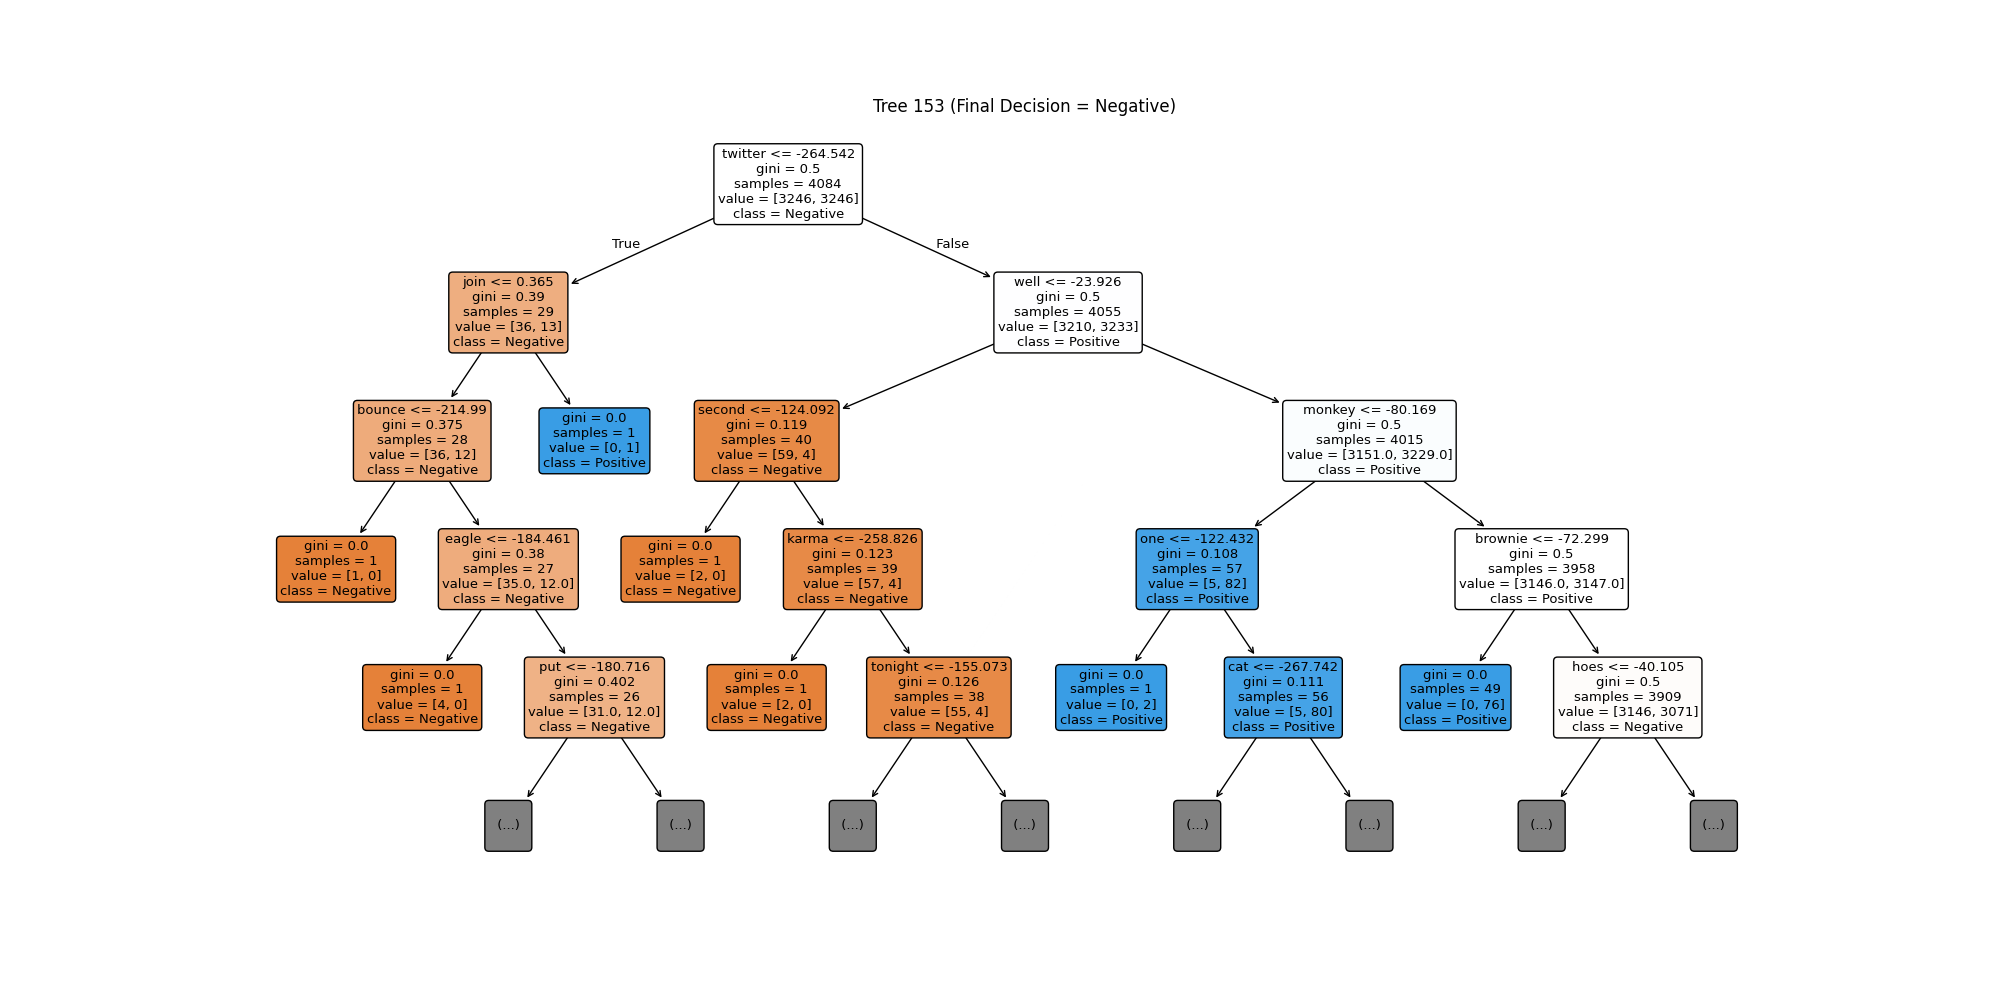 Tree 153 (Final Decision = Negative)
twitter <= -264.542
gini = 0.5
samples = 4084
value = [3246, 3246]
class = Negative
True
False
join <= 0.365
gini = 0.39
samples = 29
value = [36, 13]
class = Negative
well <= -23.926
gini = 0.5
samples = 4055
value = [3210, 3233]
class = Positive
bounce <= -214.99
gini = 0.375
samples = 28
value = [36, 12]
class = Negative
gini = 0.0
samples = 1
value = [0, 1]
class = Positive
second <= -124.092
gini = 0.119
samples = 40
value = [59, 4]
class = Negative
monkey <= -80.169
gini = 0.5
samples = 4015
value = [3151.0, 3229.0]
class = Positive
gini = 0.0
samples = 1
value = [1, 0]
class = Negative
eagle <= -184.461
gini = 0.38
samples = 27
value = [35.0, 12.0]
class = Negative
gini = 0.0
samples = 1
value = [2, 0]
class = Negative
karma <= -258.826
gini = 0.123
samples = 39
value = [57, 4]
class = Negative
one <= -122.432
gini = 0.108
samples = 57
value = [5, 82]
class = Positive
brownie <= -72.299
gini = 0.5
samples = 3958
value = [3146.0, 3147.0]
class = Positive
gini = 0.0
samples = 1
value = [4, 0]
class = Negative
put <= -180.716
gini = 0.402
samples = 26
value = [31.0, 12.0]
class = Negative
gini = 0.0
samples = 1
value = [2, 0]
class = Negative
tonight <= -155.073
gini = 0.126
samples = 38
value = [55, 4]
class = Negative
gini = 0.0
samples = 1
value = [0, 2]
class = Positive
cat <= -267.742
gini = 0.111
samples = 56
value = [5, 80]
class = Positive
gini = 0.0
samples = 49
value = [0, 76]
class = Positive
hoes <= -40.105
gini = 0.5
samples = 3909
value = [3146, 3071]
class = Negative
(...)
(...)
(...)
(...)
(...)
(...)
(...)
(...)